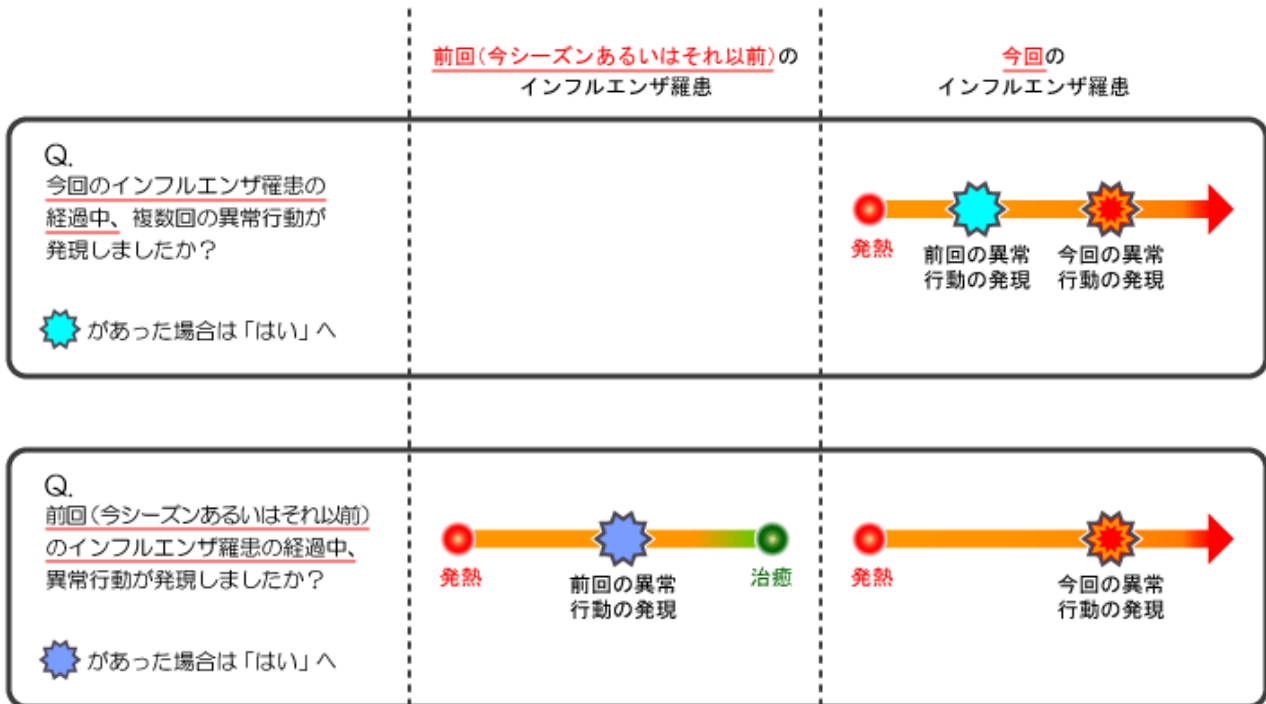 前回(今シーズンあるいはそれ以前)の
インフルエンザ羅患
今回の
インフルエンザ羅患
Q.
今回のインフルエンザ罹患の
経過中、複数回の異常行動が
発現しましたか？
があった場合は「はい」へ
発熱
前回の異常
行動の発現
今回の異常
行動の発現
Q.
前回(今シーズンあるいはそれ以前)
のインフルエンザ羅患の経過中、
異常行動が発現しましたか？
があった場合は「はい」へ
発熱
前回の異常
行動の発現
治癒
発熱
今回の異常
行動の発現